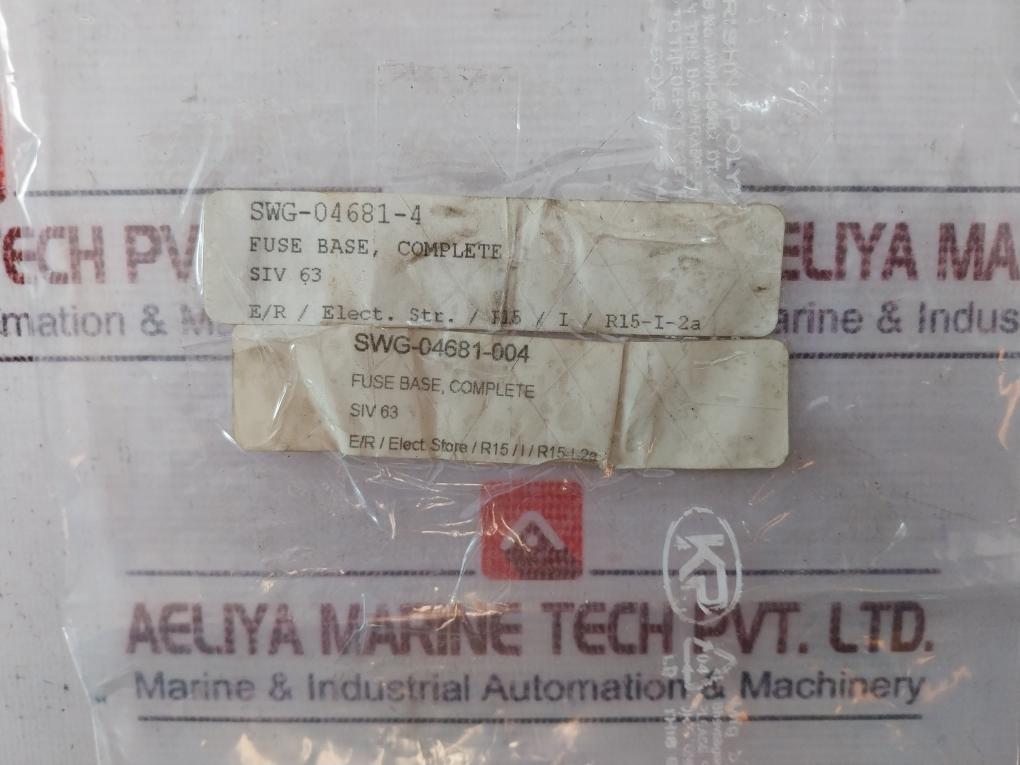 SWG-04681-4
FUSE BASE, COMPLETE
SIV 63
E/R / Elect. Str. / R15 / I / R15-I-2a
SWG-04681-004
FUSE BASE, COMPLETE
SIV 63
E/R / Elect Store / R15 / I / R15-I-2a
ECH PV
mation & M
ELIYA MA
arine & Indus
KP
AELIYA MARINE TECH PVT. LTD.
Marine & Industrial Automation & Machinery